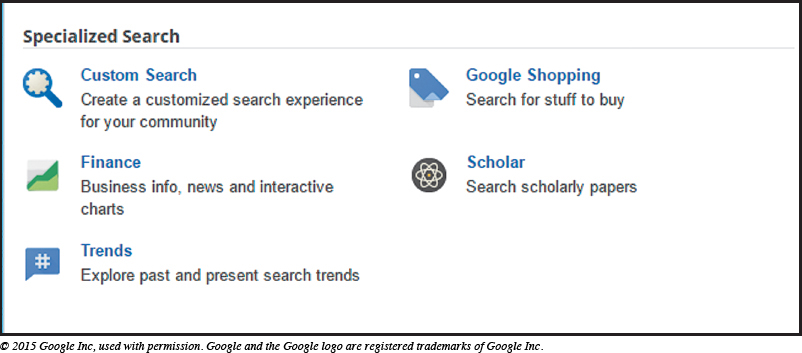 Specialized Search
Custom Search
Create a customized search experience
for your community
Google Shopping
Search for stuff to buy
Finance
Business info, news and interactive
charts
Scholar
Search scholarly papers
#
Trends
Explore past and present search trends
© 2015 Google Inc, used with permission. Google and the Google logo are registered trademarks of Google Inc.